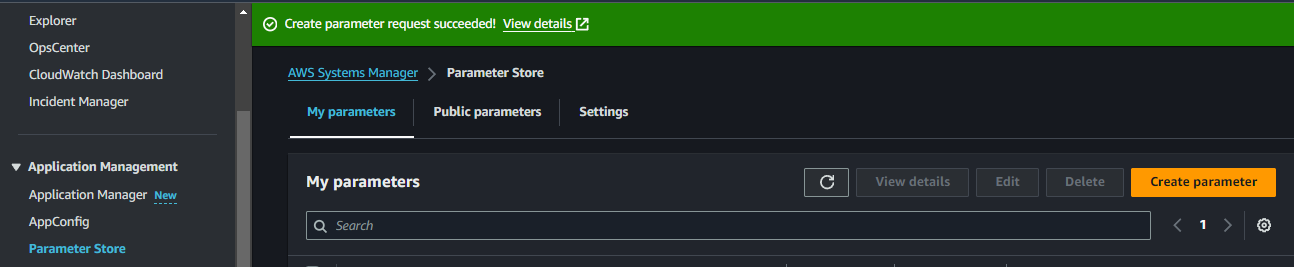 Explorer
OpsCenter
CloudWatch Dashboard
Incident Manager
Application Management
Application Manager New
AppConfig
Parameter Store
Create parameter request succeeded! View details
AWS Systems Manager > Parameter Store
My parameters Public parameters Settings
My parameters View details Edit Delete Create parameter
Search 1